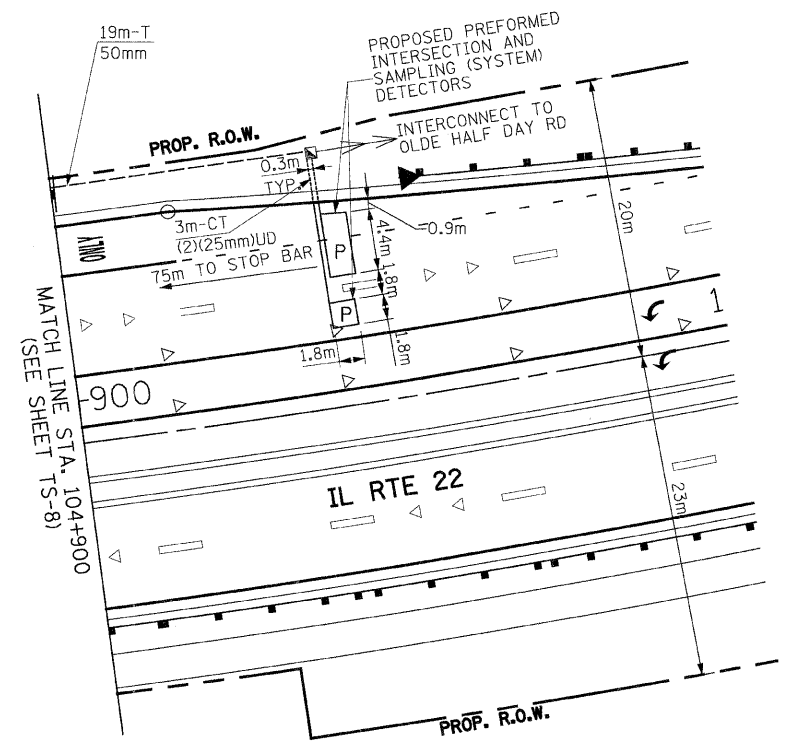 19m-T
50mm
PROPOSED PREFORMED
INTERSECTION AND
SAMPLING (SYSTEM)
DETECTORS
PROP. R.O.W.
INTERCONNECT TO
OLDE HALF DAY RD
0.3m
TYP.
3m-CT
(2)(25mm)UD
75m TO STOP BAR
ONLY
P
P
4.4m
0.9m
1.8m
1.8m
1.8m
20m
1
900
MATCH LINE STA. 104+900
(SEE SHEET TS-8)
IL RTE 22
23m
PROP. R.O.W.